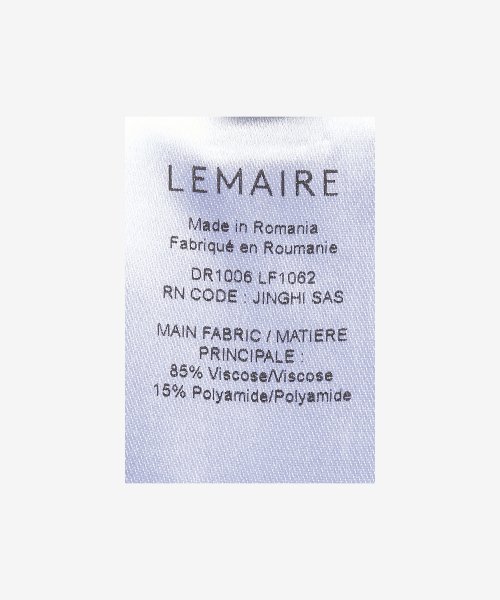 LEMAIRE
Made in Romania
Fabriqué en Roumanie
DR1006 LF1062
RN CODE : JINGHI SAS
MAIN FABRIC / MATIERE
PRINCIPALE :
85% Viscose/Viscose
15% Polyamide/Polyamide